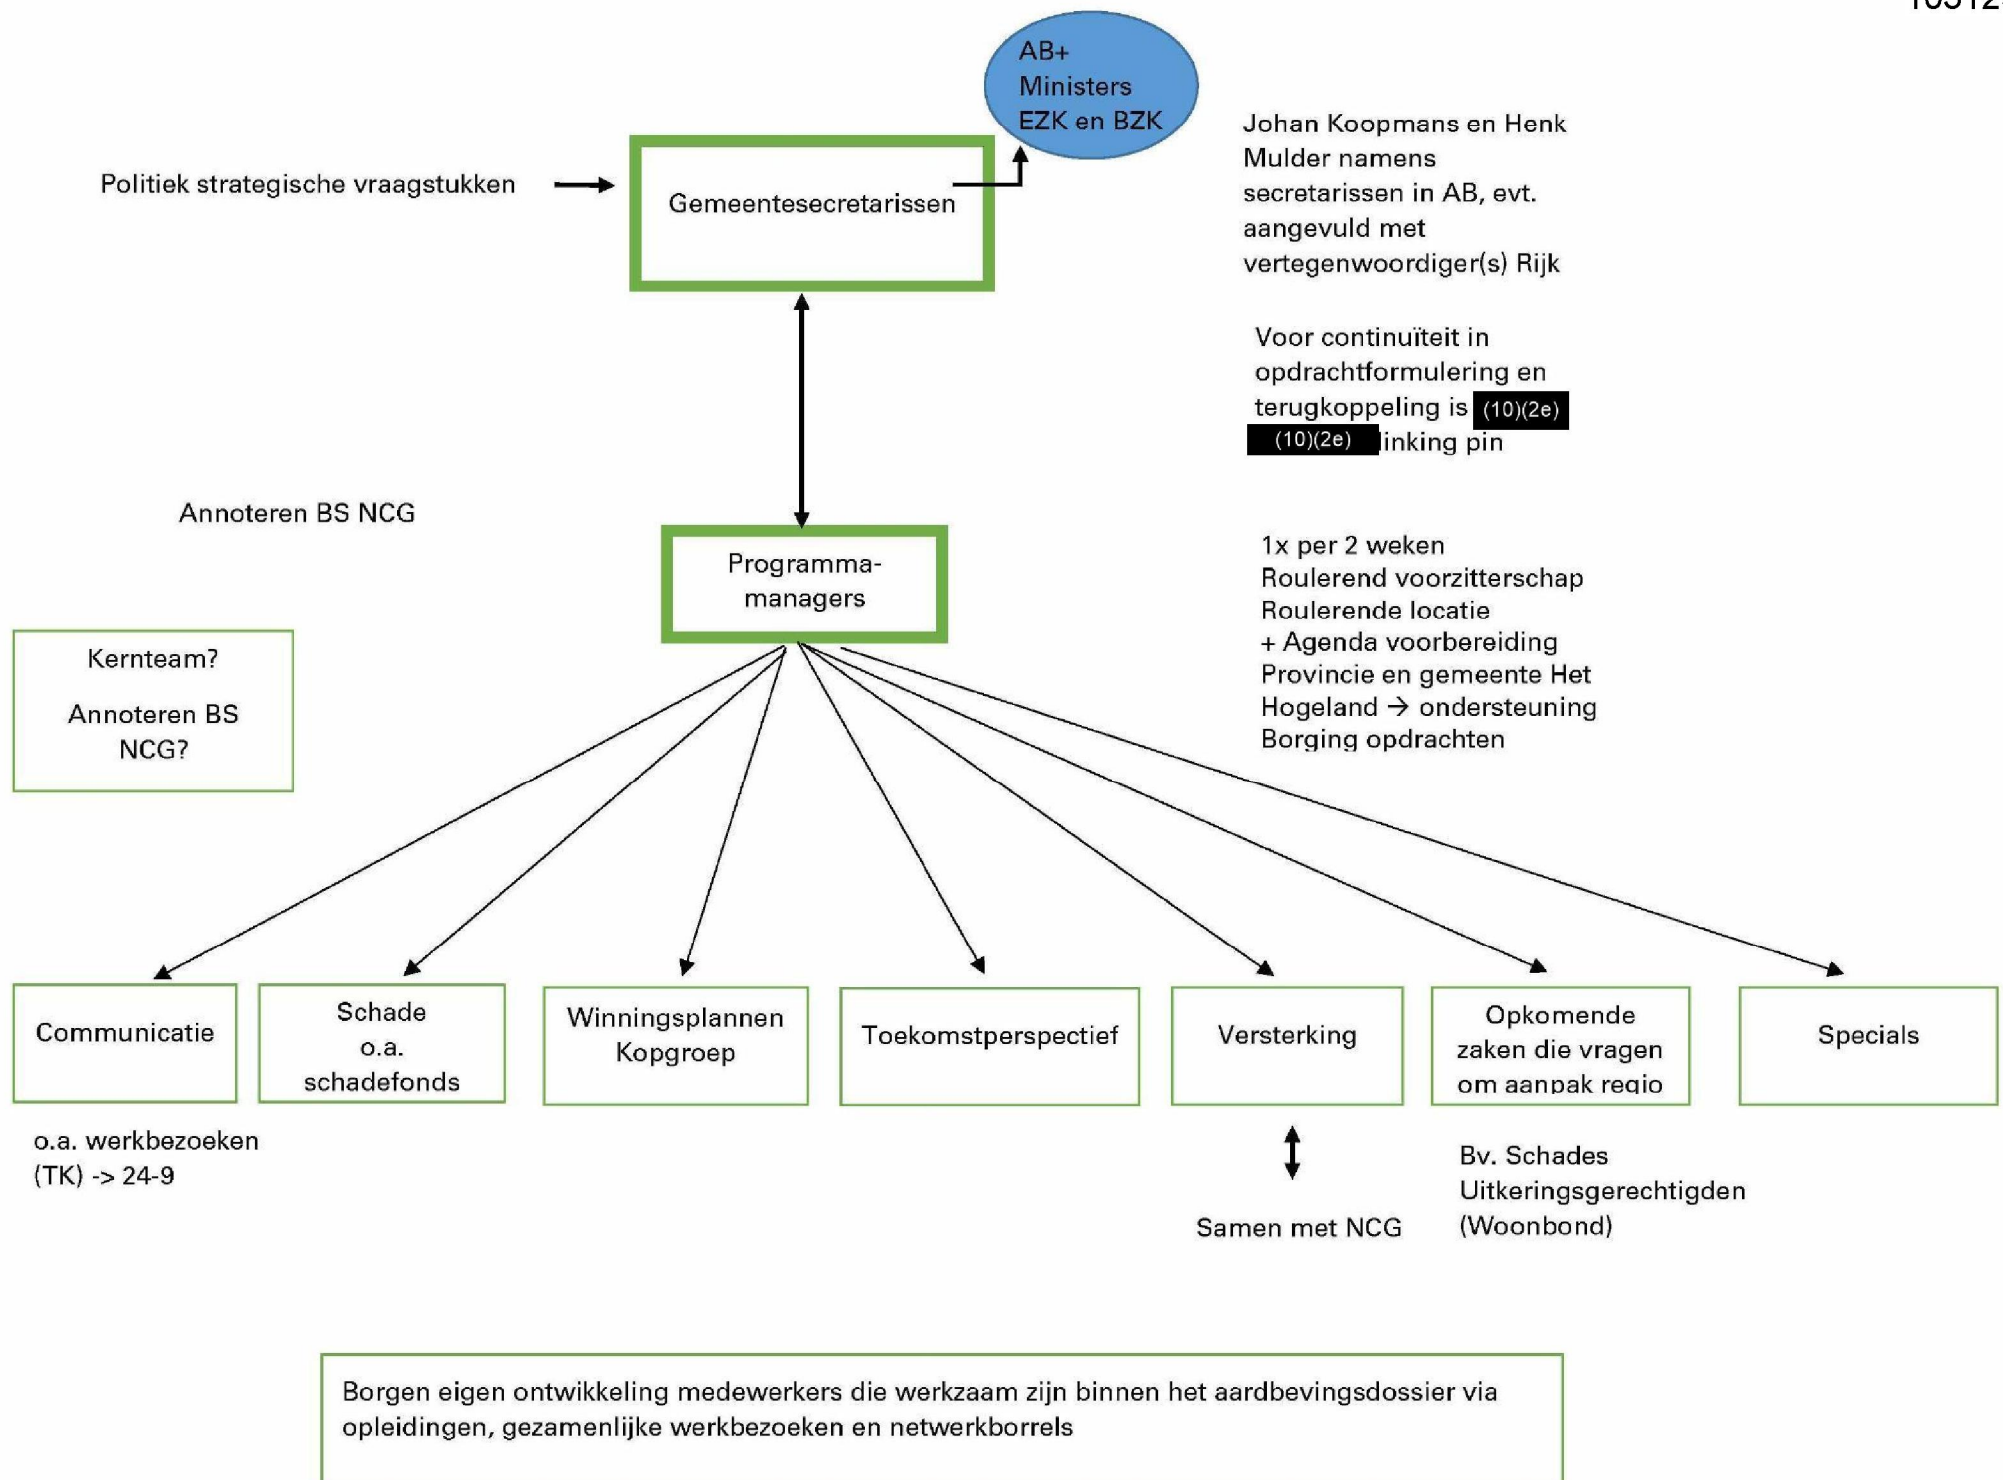 AB+
Ministers
EZK en BZK
Politiek strategische vraagstukken
Gemeentesecretarissen
Johan Koopmans en Henk
Mulder namens
secretarissen in AB, evt.
aangevuld met
vertegenwoordiger(s) Rijk
Voor continuïteit in
opdrachtformulering en
terugkoppeling is (10)(2e)
(10)(2e) linking pin
Annoteren BS NCG
Programma-
managers
1x per 2 weken
Roulerend voorzitterschap
Roulerende locatie
+ Agenda voorbereiding
Provincie en gemeente Het
Hogeland → ondersteuning
Borging opdrachten
Kernteam?
Annoteren BS
NCG?
Communicatie
Schade
o.a.
schadefonds
Winningsplannen
Kopgroep
Toekomstperspectief
Versterking
Opkomende
zaken die vragen
om aanpak regio
Specials
o.a. werkbezoeken
(TK) -> 24-9
Samen met NCG
Bv. Schades
Uitkeringsgerechtigden
(Woonbond)
Borgen eigen ontwikkeling medewerkers die werkzaam zijn binnen het aardbevingsdossier via
opleidingen, gezamenlijke werkbezoeken en netwerkborrels